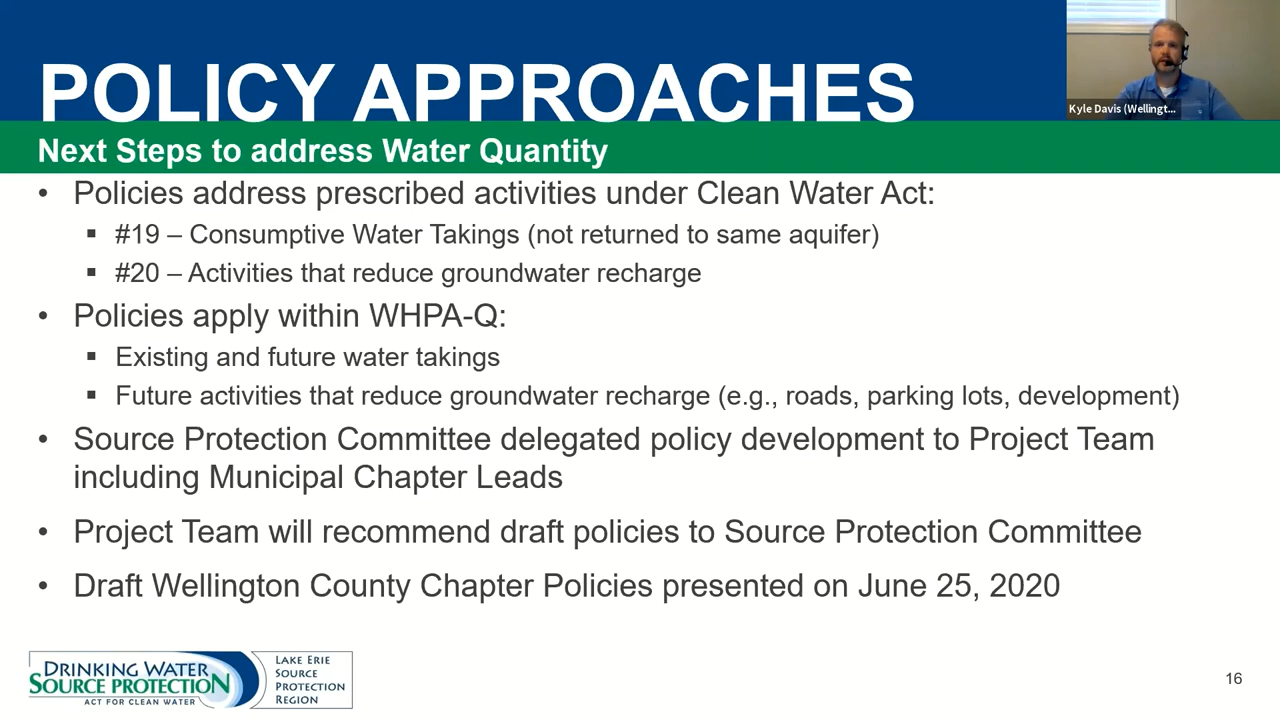 POLICY APPROACHES
Kyle Davis (Wellingt...
Next Steps to address Water Quantity
• Policies address prescribed activities under Clean Water Act:
▪ #19 – Consumptive Water Takings (not returned to same aquifer)
▪ #20 – Activities that reduce groundwater recharge
• Policies apply within WHPA-Q:
▪ Existing and future water takings
▪ Future activities that reduce groundwater recharge (e.g., roads, parking lots, development)
• Source Protection Committee delegated policy development to Project Team
including Municipal Chapter Leads
• Project Team will recommend draft policies to Source Protection Committee
• Draft Wellington County Chapter Policies presented on June 25, 2020
DRINKING WATER
SOURCE PROTECTION
ACT FOR CLEAN WATER
LAKE ERIE
SOURCE
PROTECTION
REGION
16